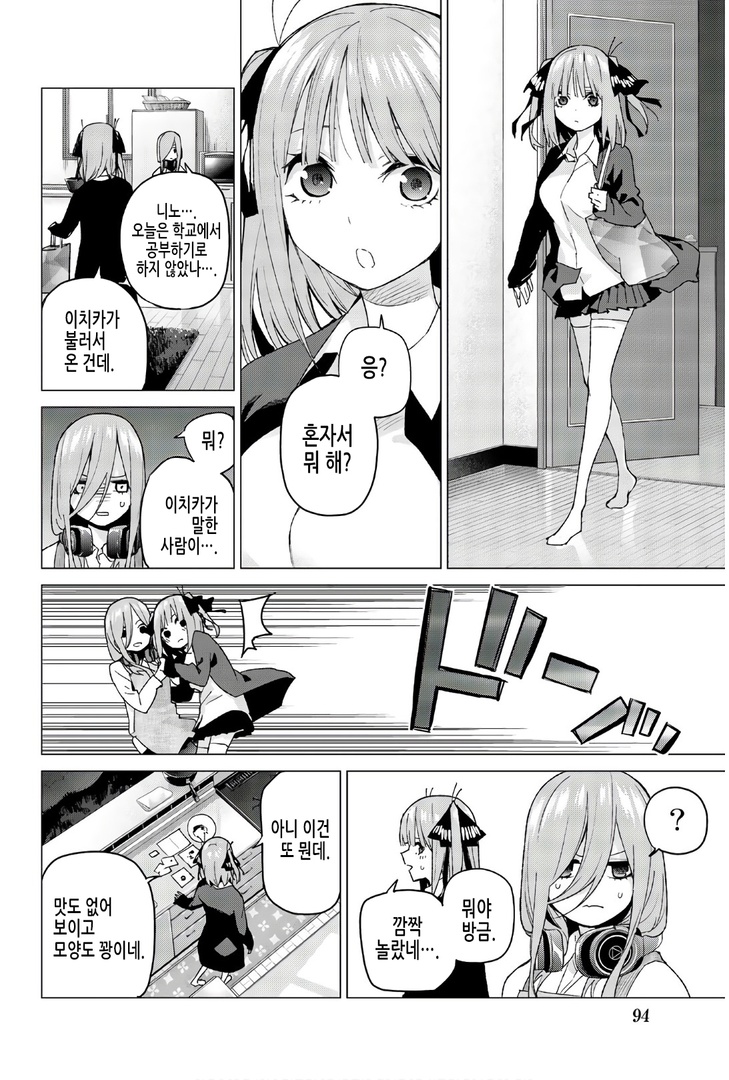 응?
혼자서
뭐 해?
니노….
오늘은 학교에서
공부하기로
하지 않았나….
이치카가
불러서
온 건데.
뭐?
이치카가
말한
사람이….
ドーン
?
뭐야
방금.
깜짝
놀랐네….
아니 이건
또 뭔데.
맛도 없어
보이고
모양도 꽝이네.
94